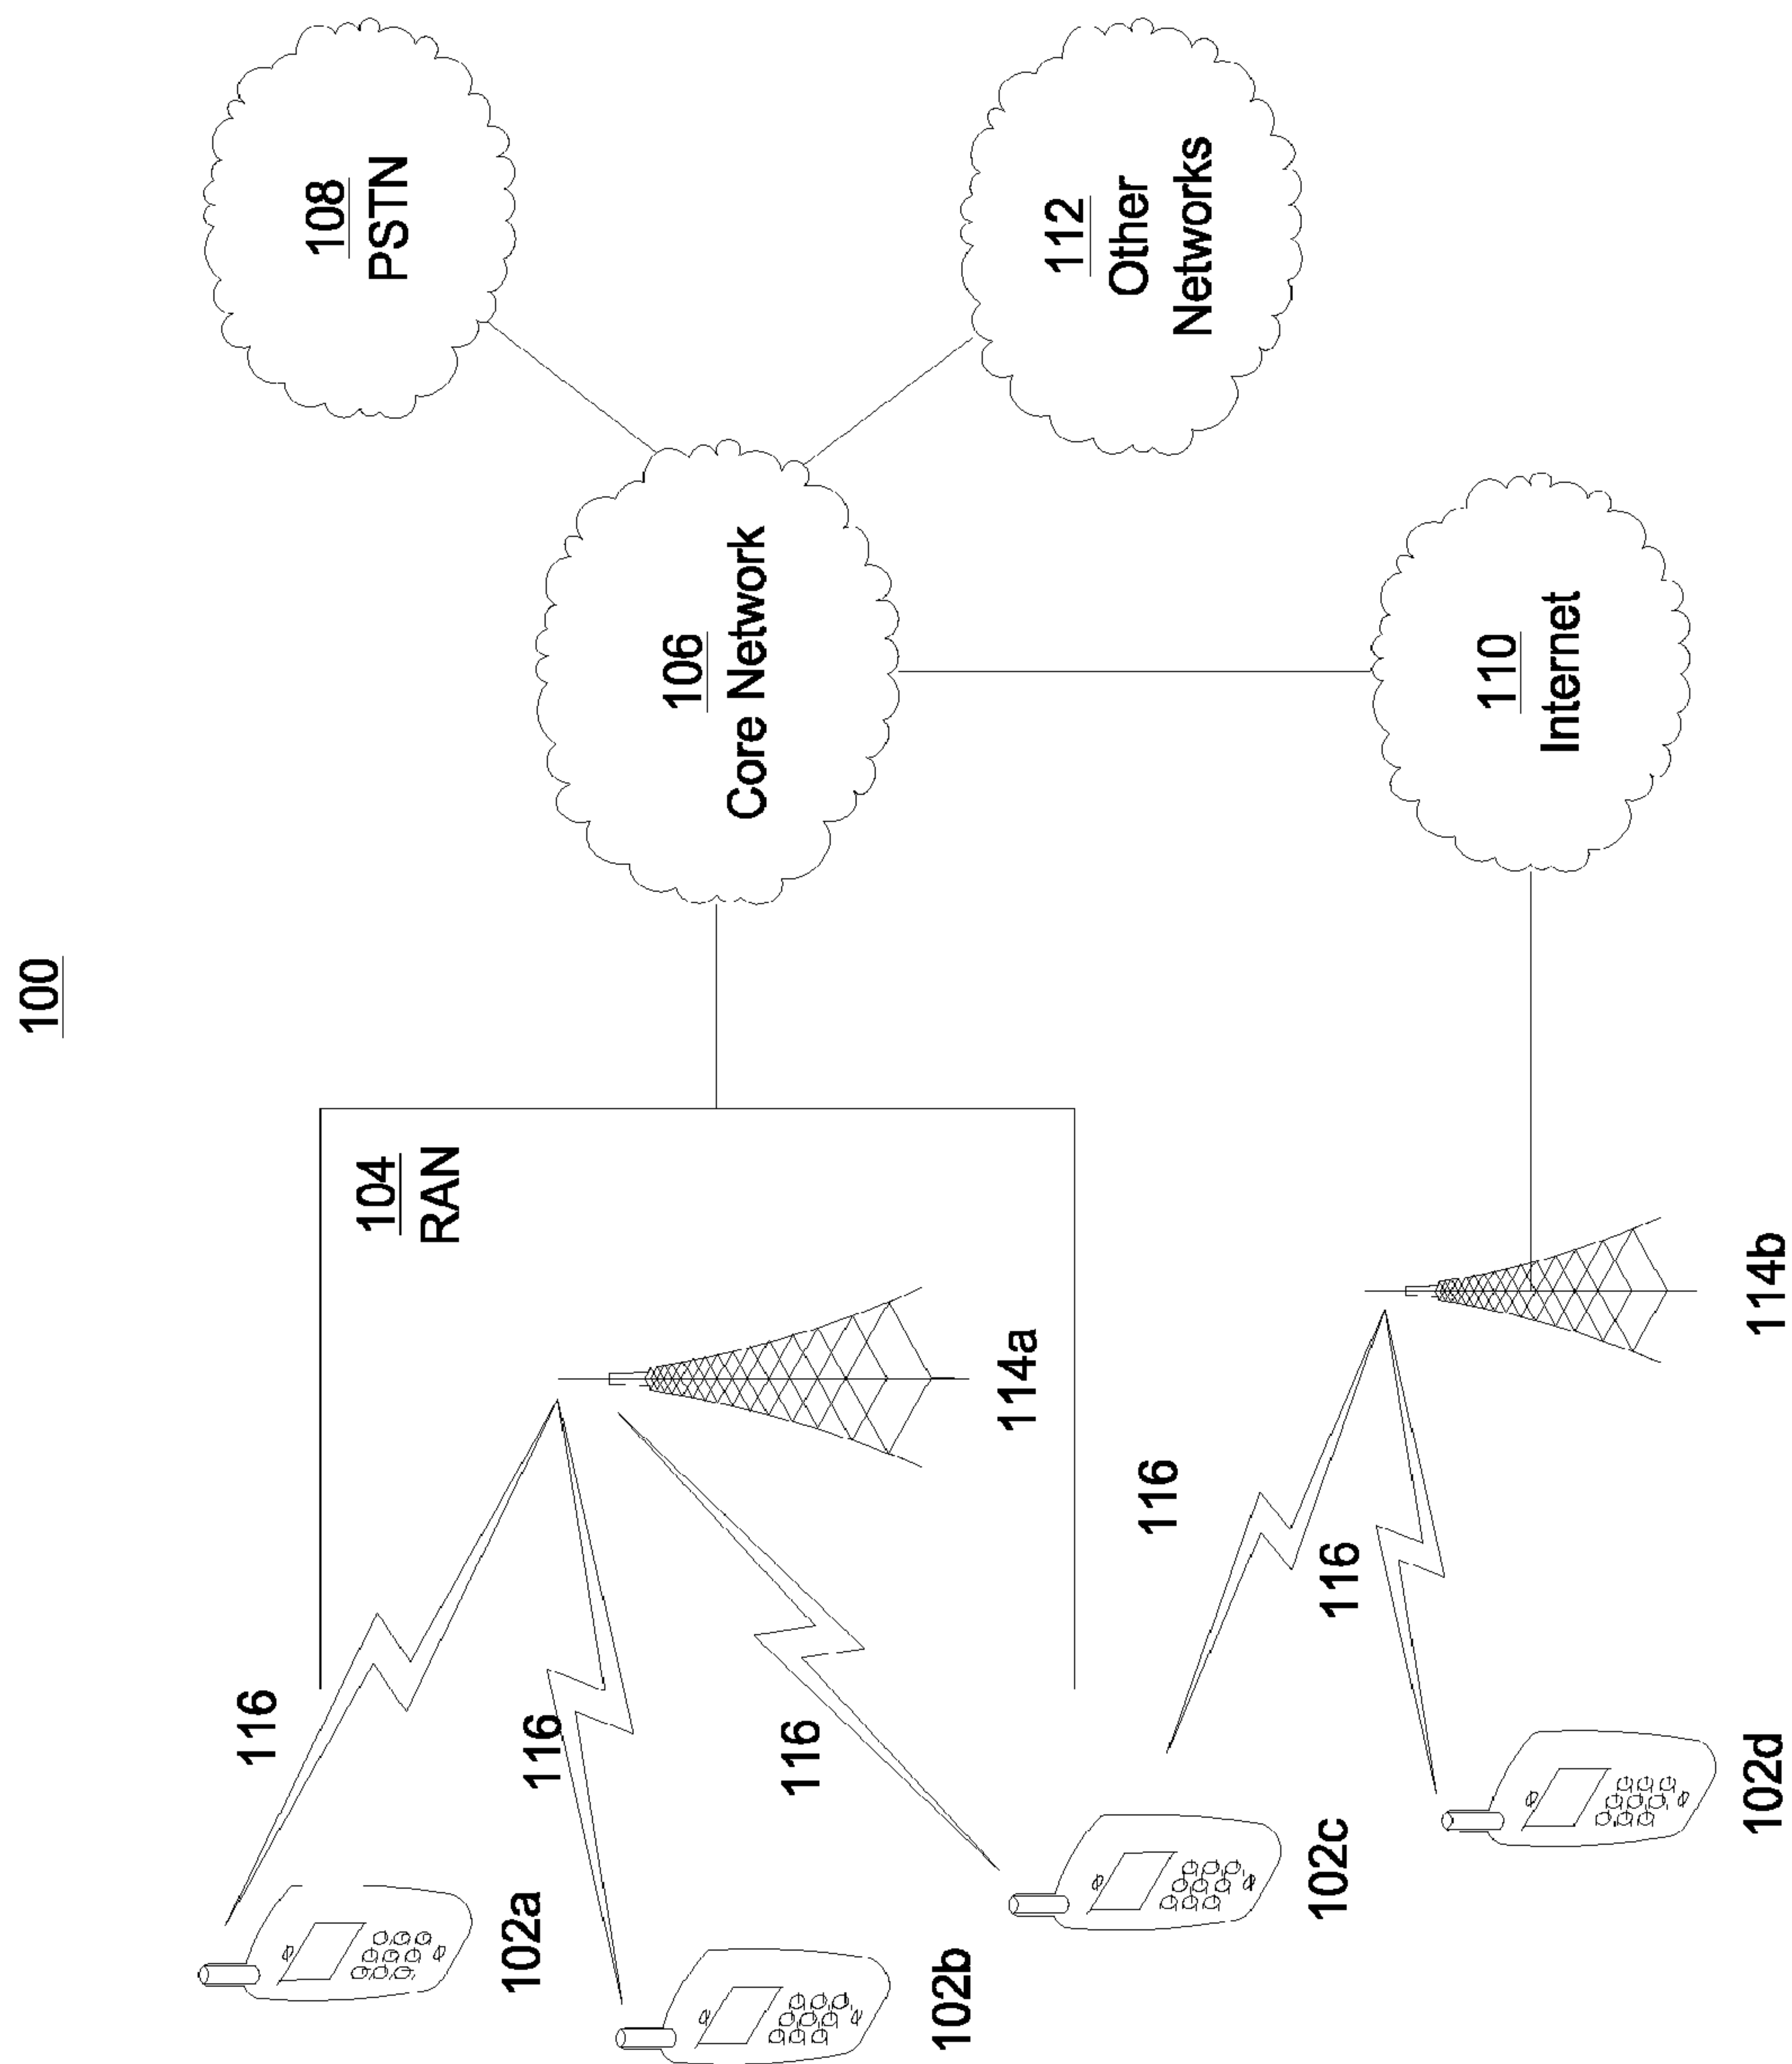 100
108
PSTN
106
Core Network
112
Other
Networks
104
RAN
110
Internet
114a
114b
116
116
116
116
116
102a
102b
102c
102d